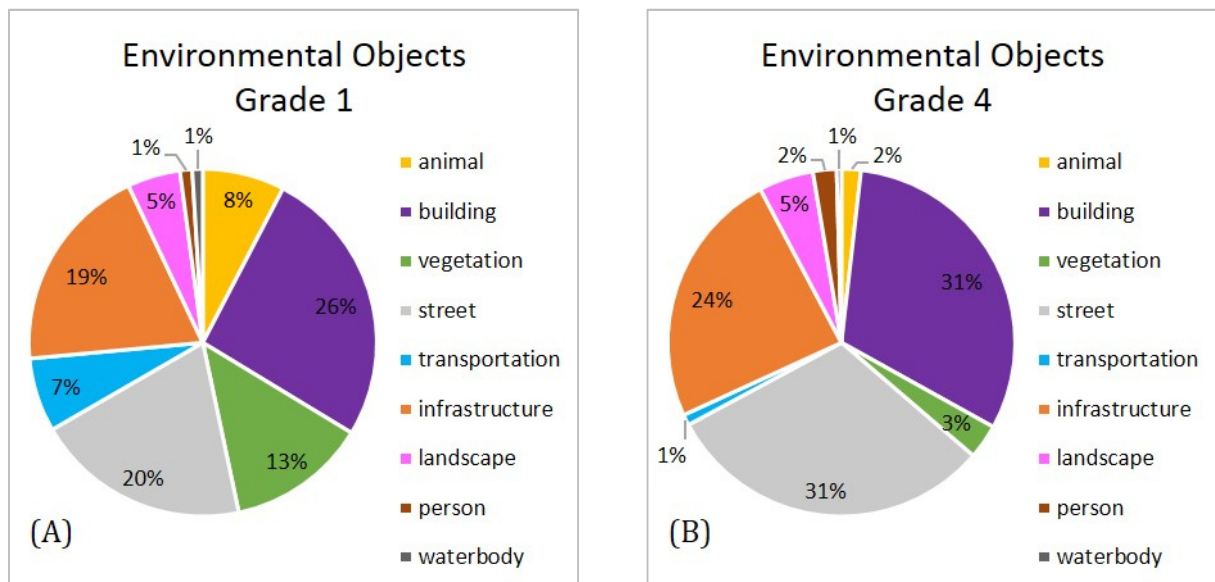 Environmental Objects
Grade 1
1%
1%
8%
26%
13%
20%
7%
19%
5%
animal
building
vegetation
street
transportation
infrastructure
landscape
person
waterbody
(A)
Environmental Objects
Grade 4
2%
1%
2%
31%
3%
31%
1%
24%
5%
animal
building
vegetation
street
transportation
infrastructure
landscape
person
waterbody
(B)